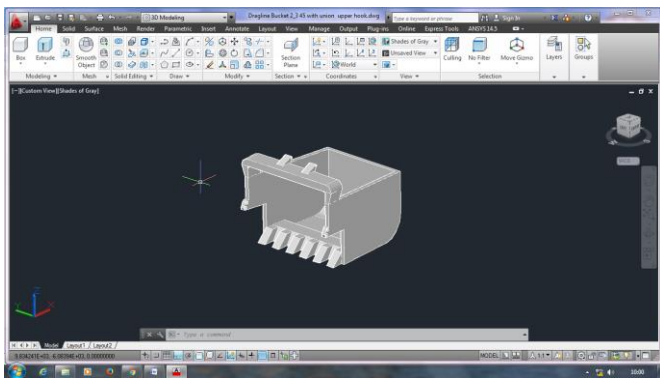 3D Modeling Dragline Bucket 2_3 45 with union upper hook.dwg Type a keyword or phrase Sign In
Home Solid Surface Mesh Render Parametric Insert Annotate Layout View Manage Output Plug-ins Online Express Tools ANSYS 14.5
Shades of Gray
Unsaved View
World
Box Extrude Smooth Object Section Plane Culling No Filter Move Gizmo Layers Groups
Modeling Mesh Solid Editing Draw Modify Section Coordinates View Selection
[–][Custom View][Shades of Gray]
Type a command
Model Layout1 Layout2
MODEL 1:1
10:00